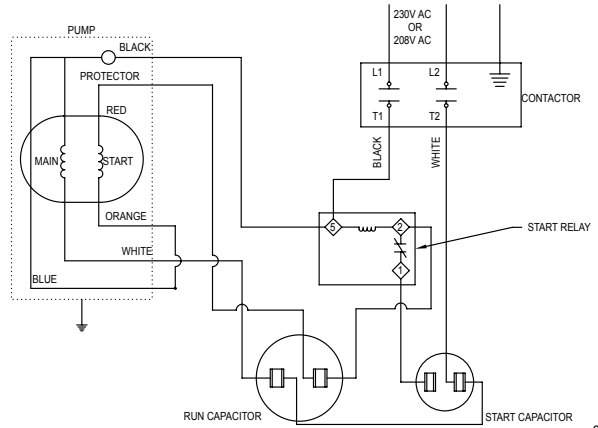 230V AC
OR
208V AC
PUMP
BLACK
L1
L2
PROTECTOR
CONTACTOR
RED
T1
T2
MAIN
START
BLACK
WHITE
ORANGE
5
2
START RELAY
WHITE
1
BLUE
RUN CAPACITOR
START CAPACITOR